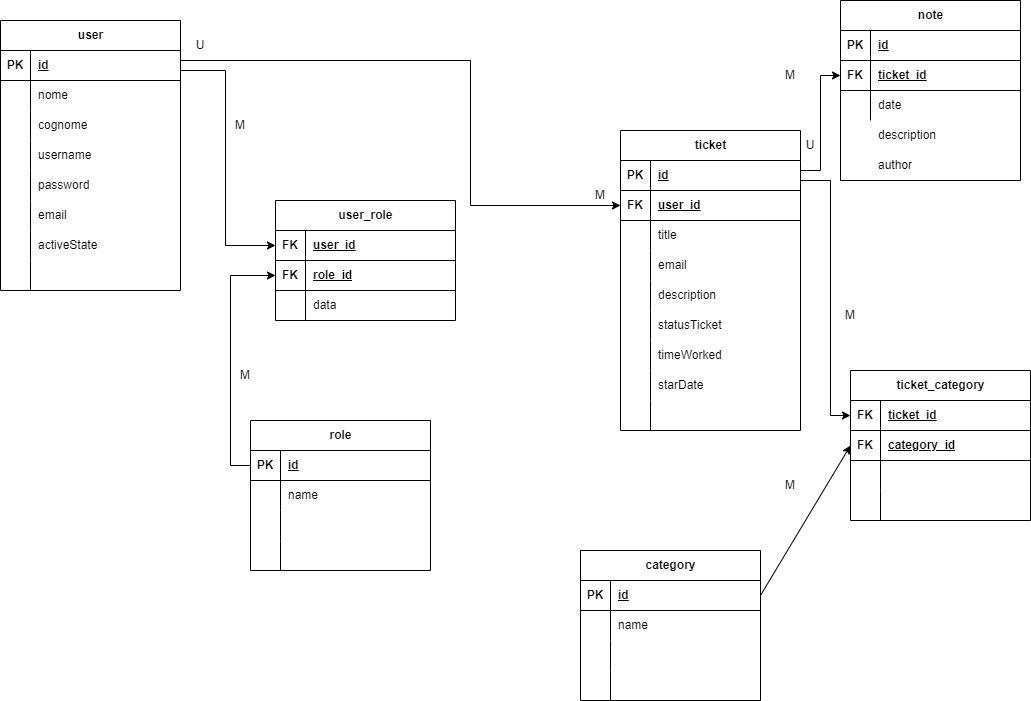 user
PK id
nome
cognome
username
password
email
activeState
U
M
user_role
FK user_id
FK role_id
data
M
role
PK id
name
M
ticket
PK id
FK user_id
title
email
description
statusTicket
timeWorked
starDate
U
M
note
PK id
FK ticket_id
date
description
author
M
ticket_category
FK ticket_id
FK category_id
M
category
PK id
name